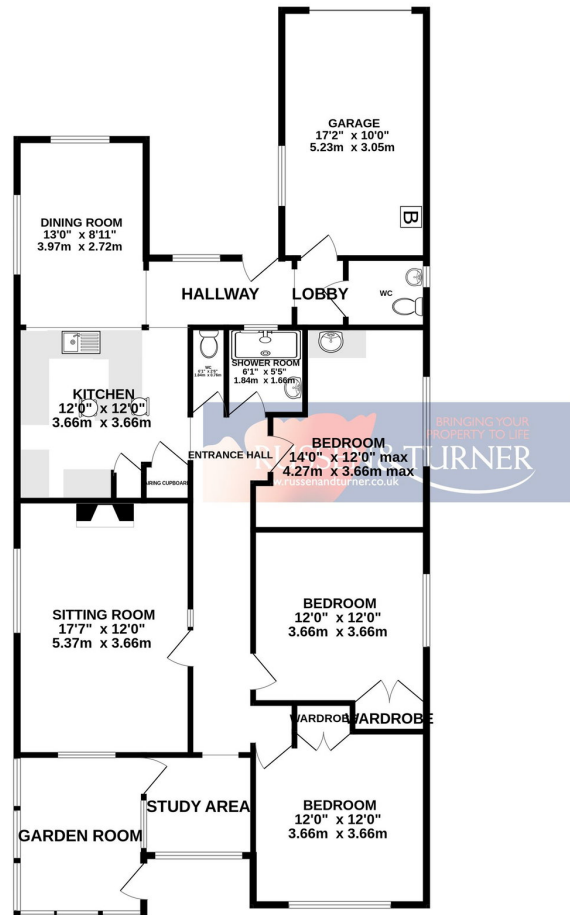 GARAGE
17'2" x 10'0"
5.23m x 3.05m
B
DINING ROOM
13'0" x 8'11"
3.97m x 2.72m
HALLWAY
LOBBY
WC
WC
SHOWER ROOM
6'1" x 5'5"
1.84m x 1.66m
KITCHEN
12'0" x 12'0"
3.66m x 3.66m
ENTRANCE HALL
BEDROOM
14'0" x 12'0" max
4.27m x 3.66m max
BRINGING YOUR
PROPERTY TO LIFE
RUSSEN & TURNER
www.russenandturner.co.uk
CUPBOARD
SITTING ROOM
17'7" x 12'0"
5.37m x 3.66m
BEDROOM
12'0" x 12'0"
3.66m x 3.66m
WARDROBE
WARDROBE
GARDEN ROOM
STUDY AREA
BEDROOM
12'0" x 12'0"
3.66m x 3.66m